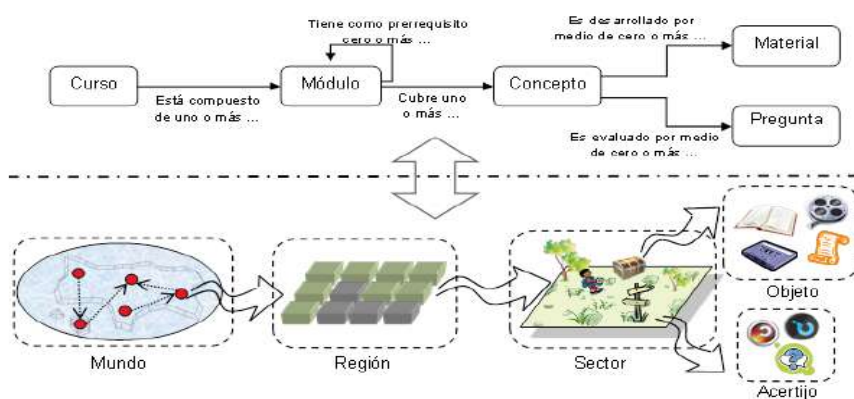 Tiene como prerrequisito
cero o más ...
Es desarrollado por
medio de cero o más ...
Material
Curso
Módulo
Concepto
Está compuesto
de uno o más ...
Cubre uno
o más ...
Pregunta
Es evaluado por medio
de cero o más ...
Objeto
Mundo
Región
Sector
Acertijo